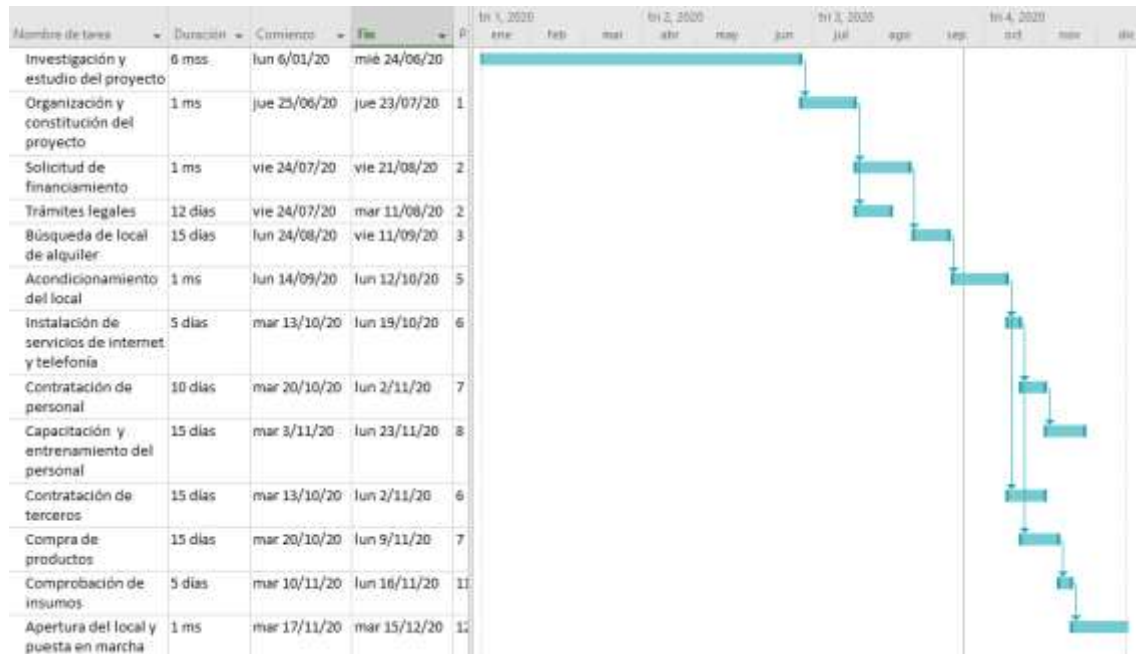 tri 1, 2020 tri 2, 2020 tri 3, 2020 tri 4, 2020
Nombre de tarea Duración Comienzo Fin P ene feb mar abr may jun jul ago sep oct nov dic
Investigación y 6 mss lun 6/01/20 mié 24/06/20
estudio del proyecto
Organización y 1 ms jue 25/06/20 jue 23/07/20 1
constitución del
proyecto
Solicitud de 1 ms vie 24/07/20 vie 21/08/20 2
financiamiento
Trámites legales 12 días vie 24/07/20 mar 11/08/20 2
Búsqueda de local 15 días lun 24/08/20 vie 11/09/20 3
de alquiler
Acondicionamiento 1 ms lun 14/09/20 lun 12/10/20 5
del local
Instalación de 5 días mar 13/10/20 lun 19/10/20 6
servicios de internet
y telefonía
Contratación de 10 días mar 20/10/20 lun 2/11/20 7
personal
Capacitación y 15 días mar 3/11/20 lun 23/11/20 8
entrenamiento del
personal
Contratación de 15 días mar 13/10/20 lun 2/11/20 6
terceros
Compra de 15 días mar 20/10/20 lun 9/11/20 7
productos
Comprobación de 5 días mar 10/11/20 lun 16/11/20 11
insumos
Apertura del local y 1 ms mar 17/11/20 mar 15/12/20 12
puesta en marcha